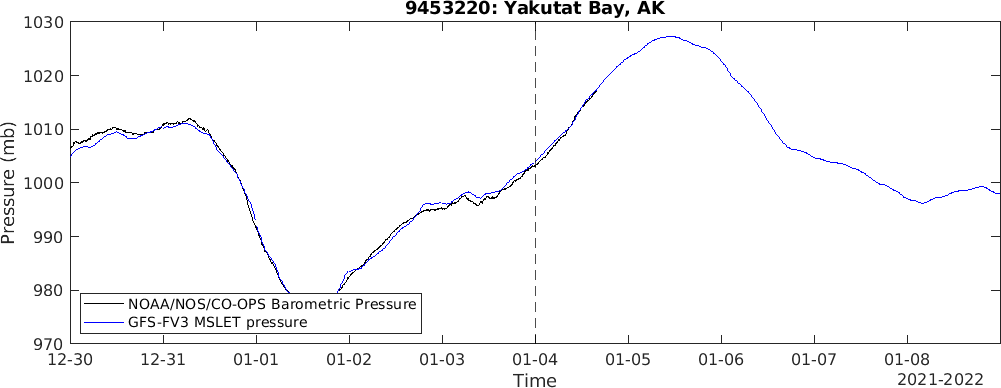 9453220: Yakutat Bay, AK
1030
1020
1010
1000
990
980
970
Pressure (mb)
NOAA/NOS/CO-OPS Barometric Pressure
GFS-FV3 MSLET pressure
12-30 12-31 01-01 01-02 01-03 01-04 01-05 01-06 01-07 01-08
Time
2021-2022